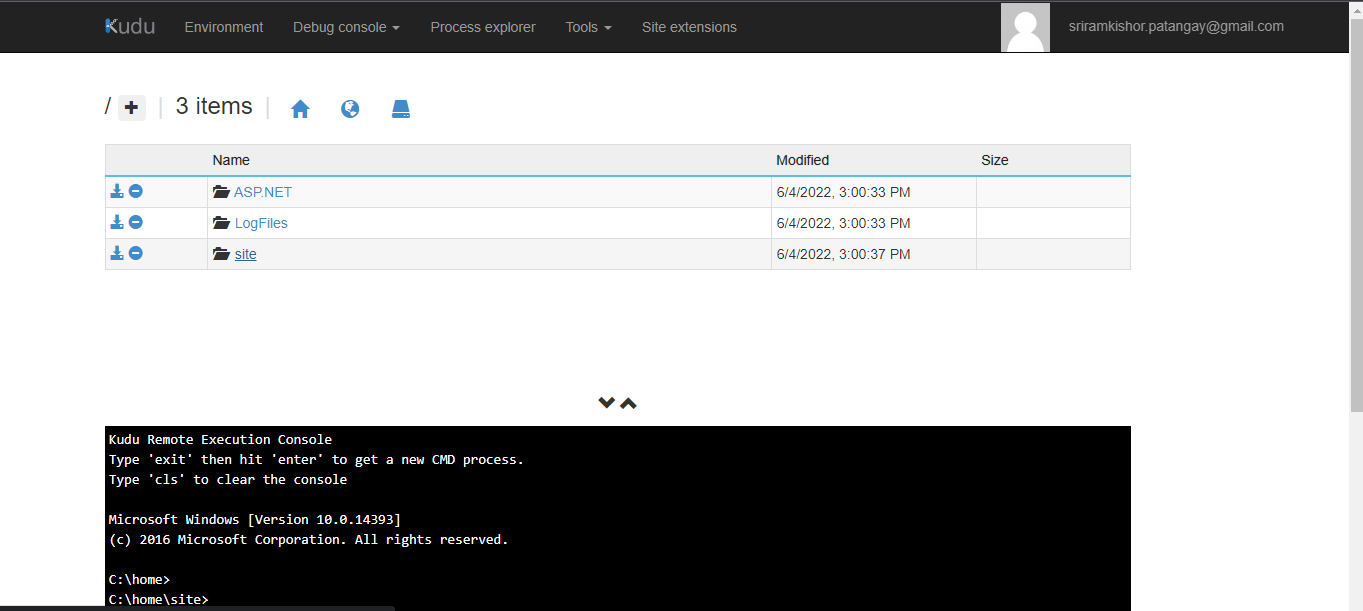 Kudu Environment Debug console Process explorer Tools Site extensions sriramkishor.patangay@gmail.com
/ + | 3 items |
Name Modified Size
ASP.NET 6/4/2022, 3:00:33 PM
LogFiles 6/4/2022, 3:00:33 PM
site 6/4/2022, 3:00:37 PM
Kudu Remote Execution Console
Type 'exit' then hit 'enter' to get a new CMD process.
Type 'cls' to clear the console
Microsoft Windows [Version 10.0.14393]
(c) 2016 Microsoft Corporation. All rights reserved.
C:\home>
C:\home\site>